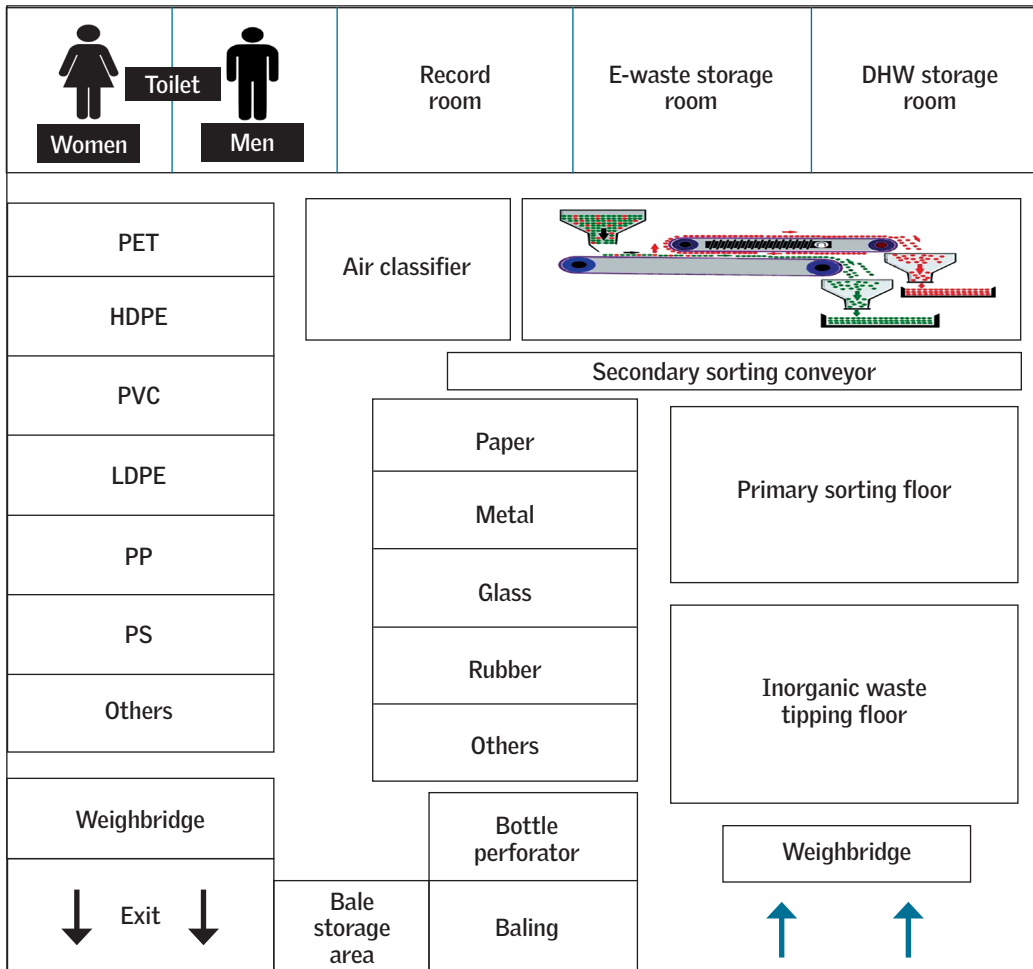 Toilet
Women
Men
Record
room
E-waste storage
room
DHW storage
room
PET
HDPE
PVC
LDPE
PP
PS
Others
Air classifier
Secondary sorting conveyor
Paper
Metal
Glass
Rubber
Others
Primary sorting floor
Inorganic waste
tipping floor
Weighbridge
Exit
Bottle
perforator
Bale
storage
area
Baling
Weighbridge